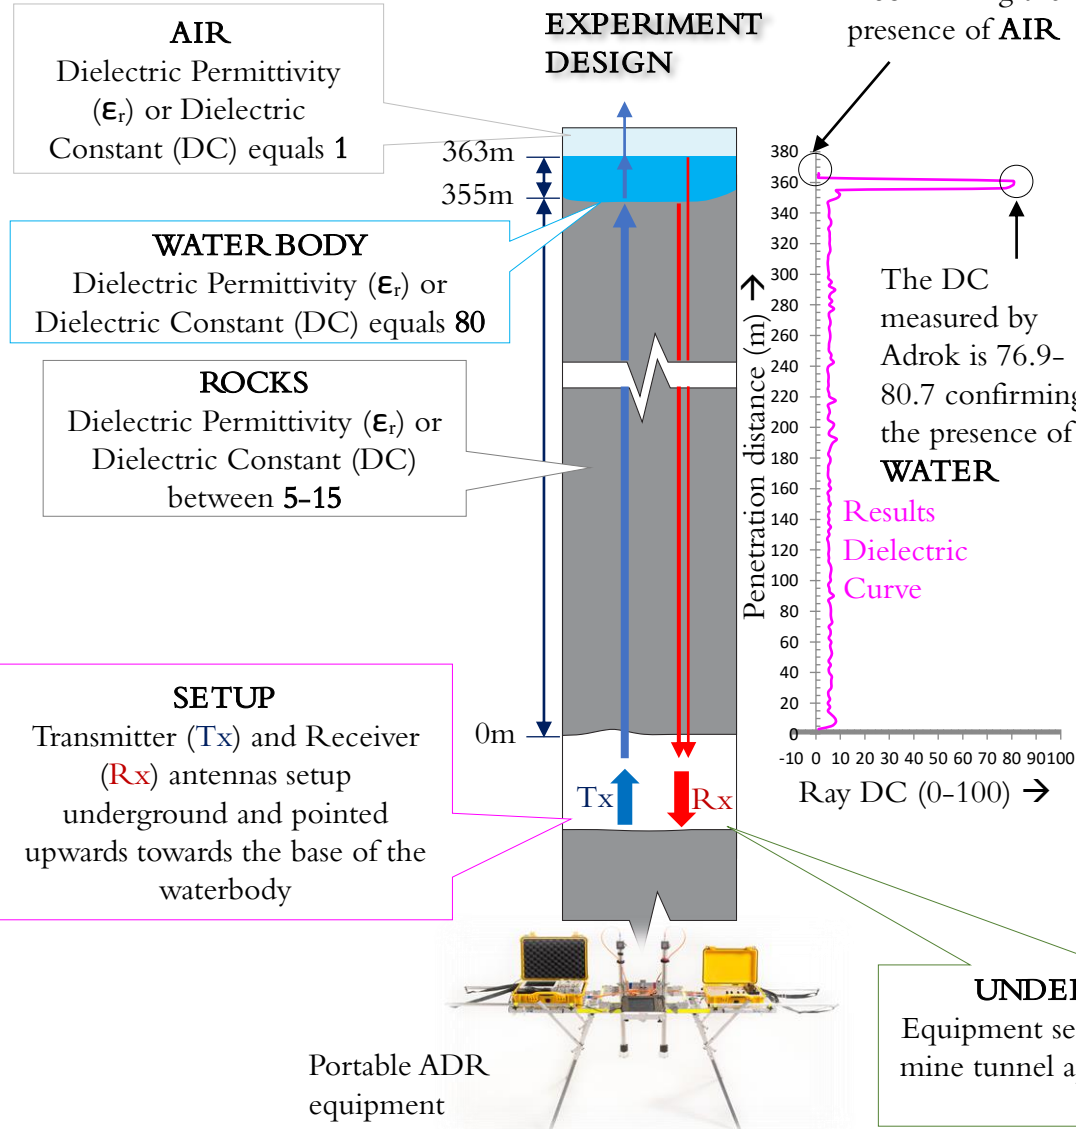 EXPERIMENT
DESIGN
presence of AIR
AIR
Dielectric Permittivity
(εr) or Dielectric
Constant (DC) equals 1
363m
355m
WATER BODY
Dielectric Permittivity (εr) or
Dielectric Constant (DC) equals 80
ROCKS
Dielectric Permittivity (εr) or
Dielectric Constant (DC)
between 5-15
0m
SETUP
Transmitter (Tx) and Receiver
(Rx) antennas setup
underground and pointed
upwards towards the base of the
waterbody
Tx
Rx
Penetration distance (m) →
380
360
340
320
300
280
260
240
220
200
180
160
140
120
100
80
60
40
20
0
-10 0 10 20 30 40 50 60 70 80 90 100
Ray DC (0-100) →
The DC
measured by
Adrok is 76.9-
80.7 confirming
the presence of
WATER
Results
Dielectric
Curve
Portable ADR
equipment
UNDE
Equipment se
mine tunnel a